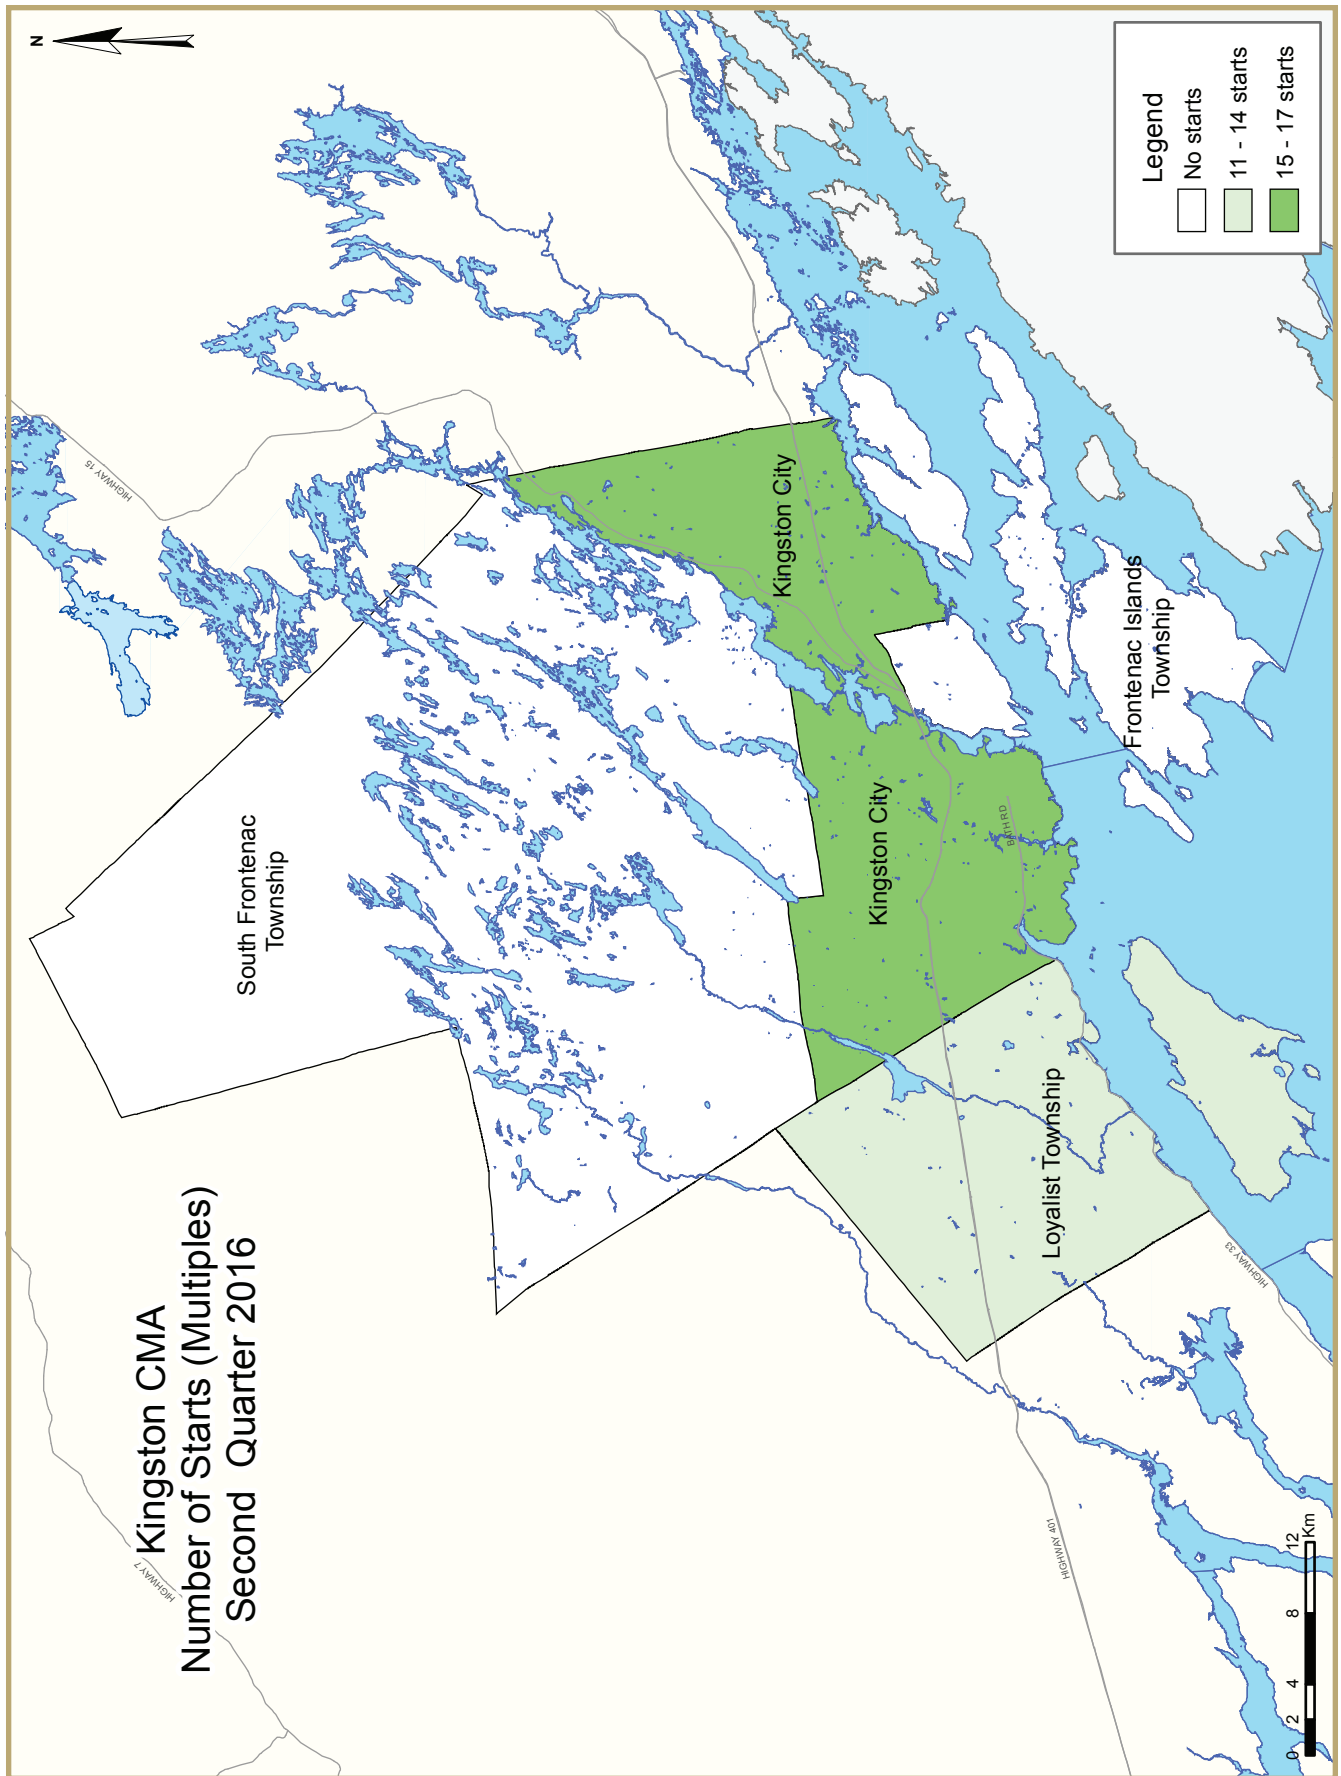 Kingston CMA
Number of Starts (Multiples)
Second Quarter 2016
N
HIGHWAY 7
HIGHWAY 15
South Frontenac
Township
Kingston City
Kingston City
BATH RD
Loyalist Township
Frontenac Islands
Township
HIGHWAY 401
HIGHWAY 33
Legend
No starts
11 - 14 starts
15 - 17 starts
0 2 4 8 12
Km